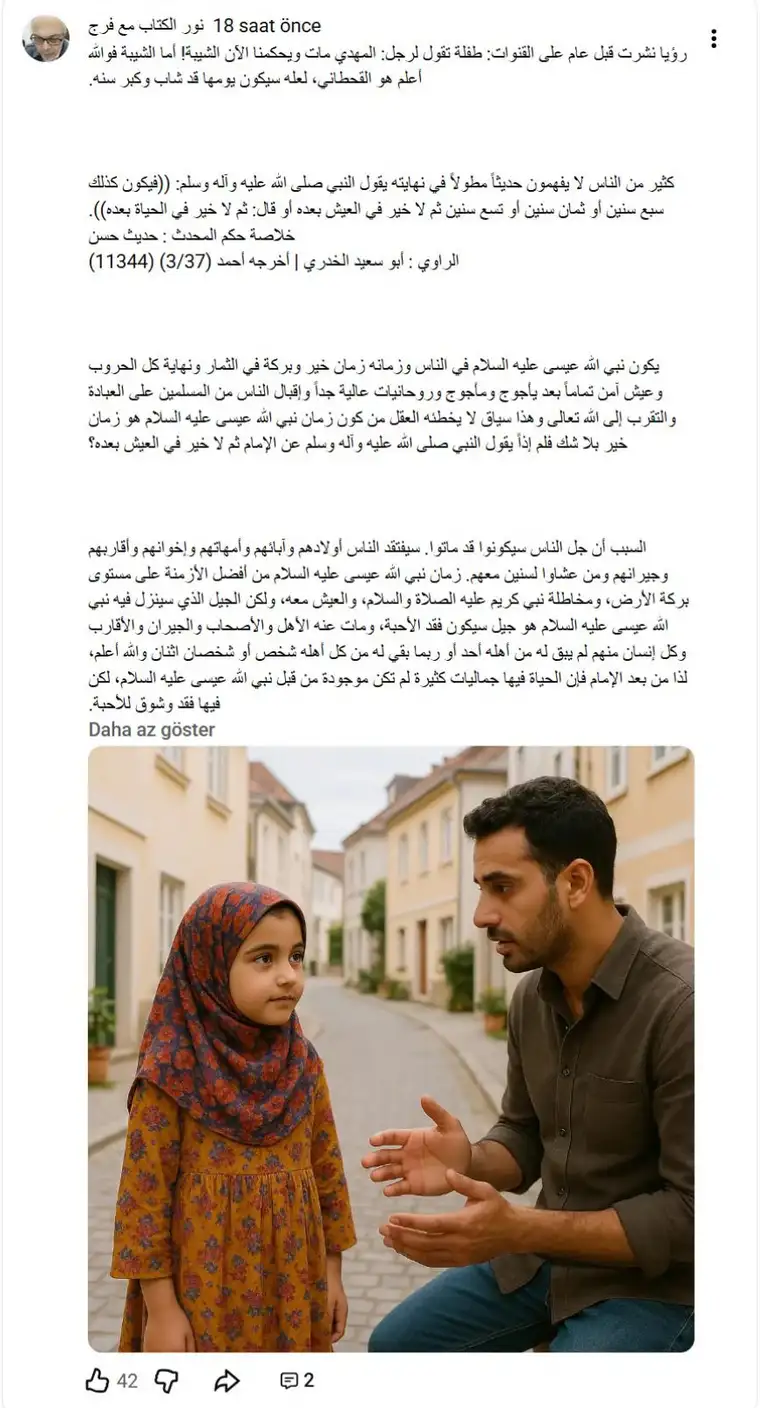 نور الكتاب مع فرج 18 saat önce
رؤيا نشرت قبل عام على القنوات: طفلة تقول لرجل: المهدي مات ويحكمنا الآن الشيبة! أما الشيبة فوالله
أعلم هو القحطاني، لعله سيكون يومها قد شاب وكبر سنه.
كثير من الناس لا يفهمون حديثاً مطولاً في نهايته يقول النبي صلى الله عليه وآله وسلم: ((فيكون كذلك
سبع سنين أو ثمان سنين أو تسع سنين ثم لا خير في العيش بعده أو قال: ثم لا خير في الحياة بعده)).
خلاصة حكم المحدث : حديث حسن
الراوي : أبو سعيد الخدري | أخرجه أحمد (3/37) (11344)
يكون نبي الله عيسى عليه السلام في الناس وزمانه زمان خير وبركة في الثمار ونهاية كل الحروب
وعيش آمن تماماً بعد يأجوج ومأجوج وروحانيات عالية جداً وإقبال الناس من المسلمين على العبادة
والتقرب إلى الله تعالى وهذا سياق لا يخطئه العقل من كون زمان نبي الله عيسى عليه السلام هو زمان
خير بلا شك فلم إذاً يقول النبي صلى الله عليه وآله وسلم عن الإمام ثم لا خير في العيش بعده؟
السبب أن جل الناس سيكونوا قد ماتوا. سيفتقد الناس أولادهم وآبائهم وأمهاتهم وإخوانهم وأقاربهم
وجيرانهم ومن عشاوا لسنين معهم. زمان نبي الله عيسى عليه السلام من أفضل الأزمنة على مستوى
بركة الأرض، ومخاطلة نبي كريم عليه الصلاة والسلام، والعيش معه، ولكن الجيل الذي سينزل فيه نبي
الله عيسى عليه السلام هو جيل سيكون فقد الأحبة، ومات عنه الأهل والأصحاب والجيران والأقارب
وكل إنسان منهم لم يبق له من أهله أحد أو ربما بقي له من كل أهله شخص أو شخصان اثنان والله أعلم،
لذا من بعد الإمام فإن الحياة فيها جماليات كثيرة لم تكن موجودة من قبل نبي الله عيسى عليه السلام، لكن
فيها فقد وشوق للأحبة.
Daha az göster
42
2